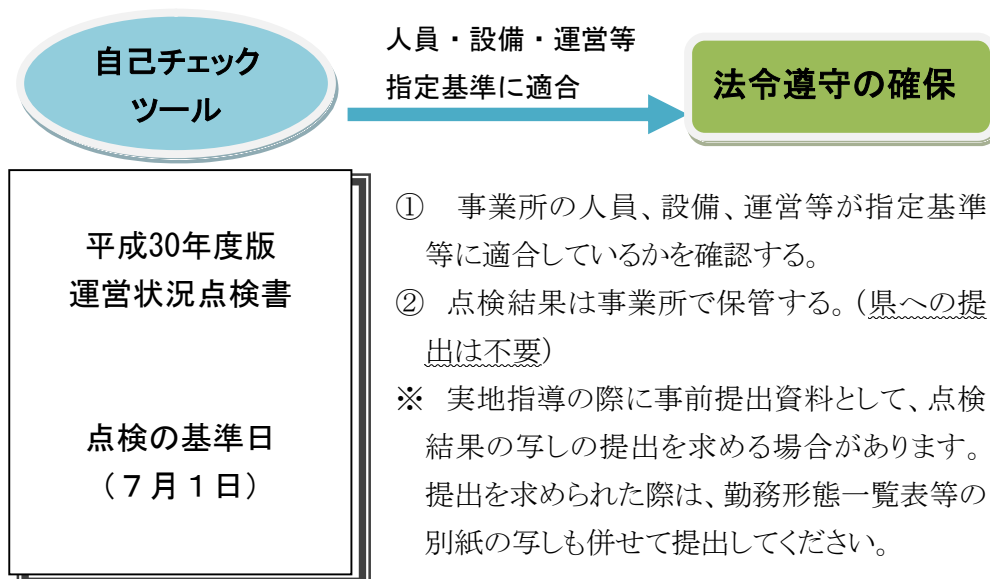 自己チェック
ツール
人員・設備・運営等
指定基準に適合
法令遵守の確保
平成30年度版
運営状況点検書
点検の基準日
(7月1日)
① 事業所の人員、設備、運営等が指定基準
等に適合しているかを確認する。
② 点検結果は事業所で保管する。(県への提
出は不要)
※ 実地指導の際に事前提出資料として、点検
結果の写しの提出を求める場合があります。
提出を求められた際は、勤務形態一覧表等の
別紙の写しも併せて提出してください。